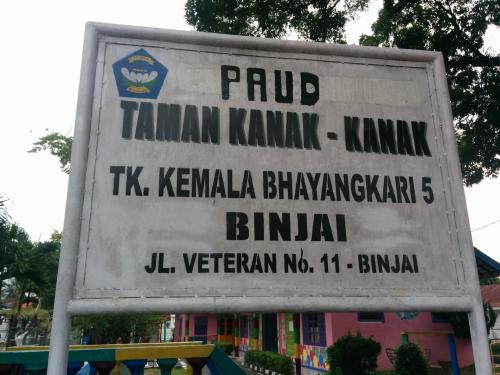 PAUD
TAMAN KANAK - KANAK
TK. KEMALA BHAYANGKARI 5
BINJAI
JL. VETERAN No. 11 - BINJAI